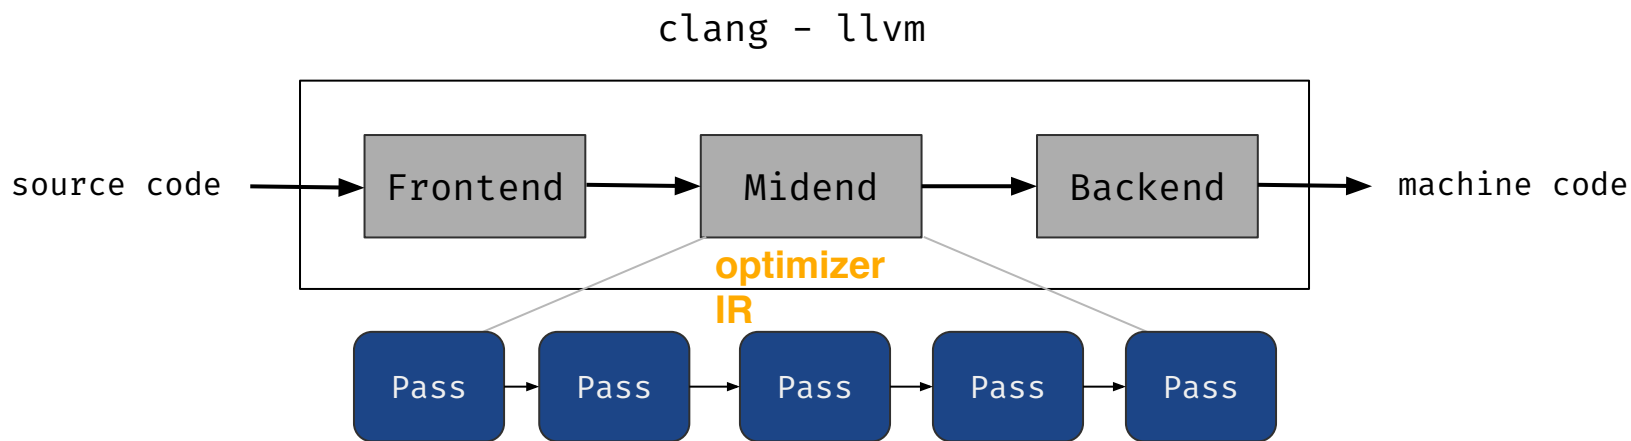 clang - llvm
source code
Frontend
Midend
Backend
machine code
optimizer
IR
Pass
Pass
Pass
Pass
Pass